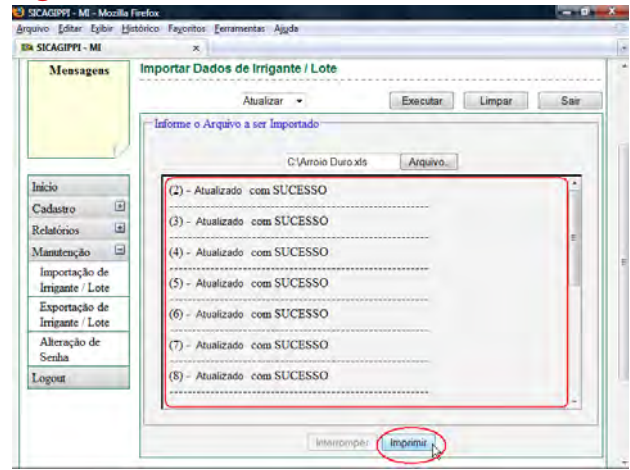 SICAGIPPI - MI - Mozilla Firefox
Arquivo Editar Exibir Histórico Favoritos Ferramentas Ajuda
SICAGIPPI - MI x
Mensagens
Importar Dados de Irrigante / Lote
Atualizar Executar Limpar Sair
Informe o Arquivo a ser Importado
C:\Arroio Duro.xls Arquivo...
Início
Cadastro
Relatórios
Manutenção
Importação de
Irrigante / Lote
Exportação de
Irrigante / Lote
Alteração de
Senha
Logout
(2) - Atualizado com SUCESSO
(3) - Atualizado com SUCESSO
(4) - Atualizado com SUCESSO
(5) - Atualizado com SUCESSO
(6) - Atualizado com SUCESSO
(7) - Atualizado com SUCESSO
(8) - Atualizado com SUCESSO
Interromper Imprimir